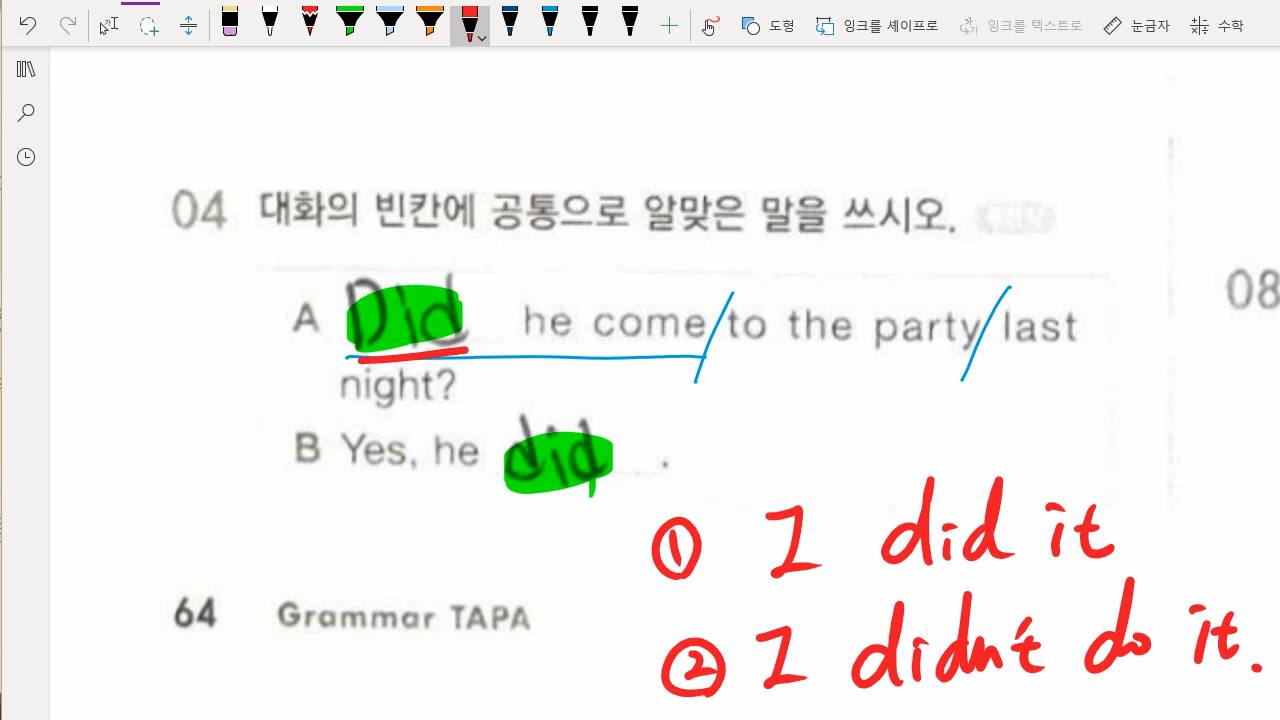 도형 잉크를 셰이프로 잉크를 텍스트로 눈금자 수학
04 대화의 빈칸에 공통으로 알맞은 말을 쓰시오.
08
A Did he come to the party last
night?
B Yes, he did .
① I did it
② I didn't do it.
64 Grammar TAPA